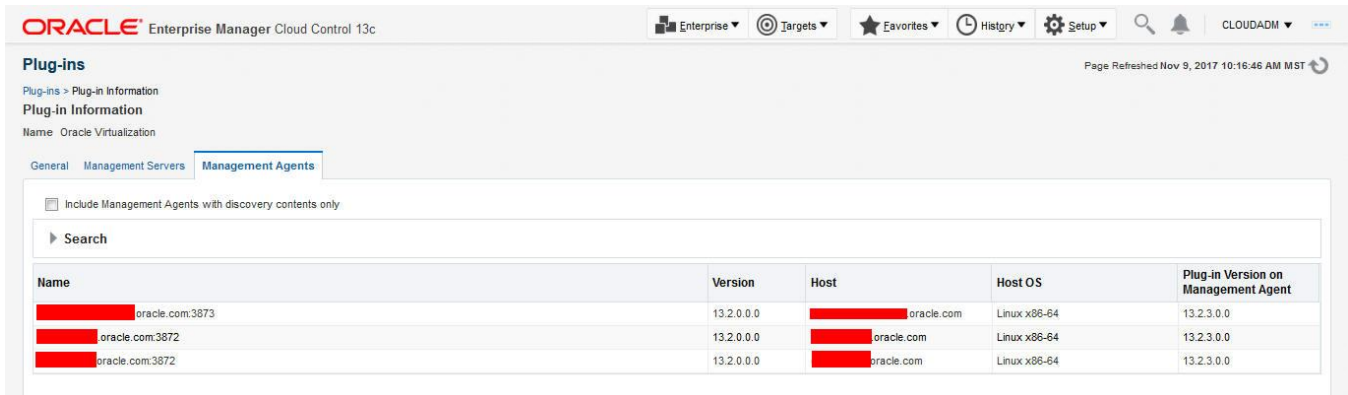 ORACLE Enterprise Manager Cloud Control 13c Enterprise Targets Favorites History Setup CLOUDADM
Plug-ins Page Refreshed Nov 9, 2017 10:16:46 AM MST
Plug-ins > Plug-in Information
Plug-in Information
Name Oracle Virtualization
General Management Servers Management Agents
Include Management Agents with discovery contents only
Search
Name Version Host Host OS Plug-in Version on Management Agent
oracle.com:3873 13.2.0.0.0 .oracle.com Linux x86-64 13.2.3.0.0
.oracle.com:3872 13.2.0.0.0 .oracle.com Linux x86-64 13.2.3.0.0
oracle.com:3872 13.2.0.0.0 oracle.com Linux x86-64 13.2.3.0.0